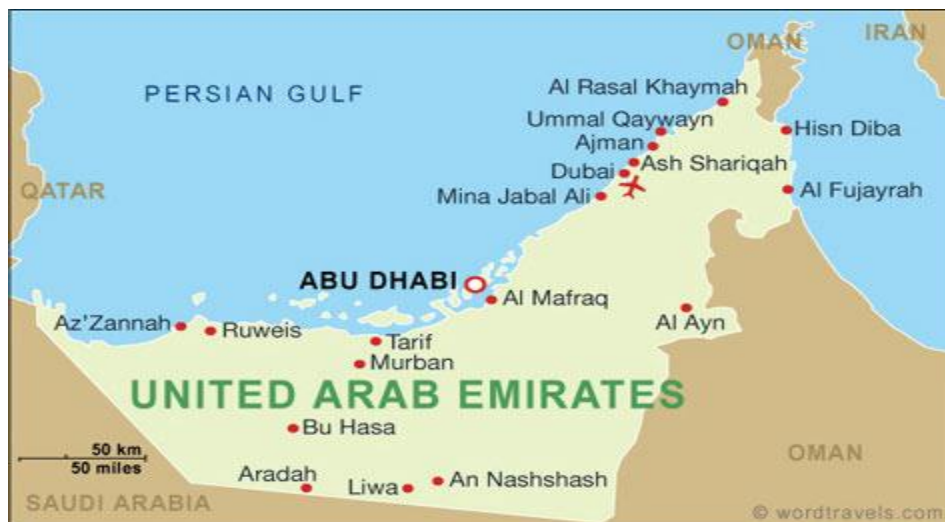 OMAN
IRAN
PERSIAN GULF
Al Rasal Khaymah
Ummal Qaywayn
Hisn Diba
Ajman
Ash Shariqah
Dubai
QATAR
Mina Jabal Ali
Al Fujayrah
ABU DHABI
Al Mafraq
Az'Zannah
Ruweis
Al Ayn
Tarif
Murban
UNITED ARAB EMIRATES
Bu Hasa
50 km
50 miles
OMAN
Aradah
Liwa
An Nashshash
SAUDI ARABIA
© wordtravels.com